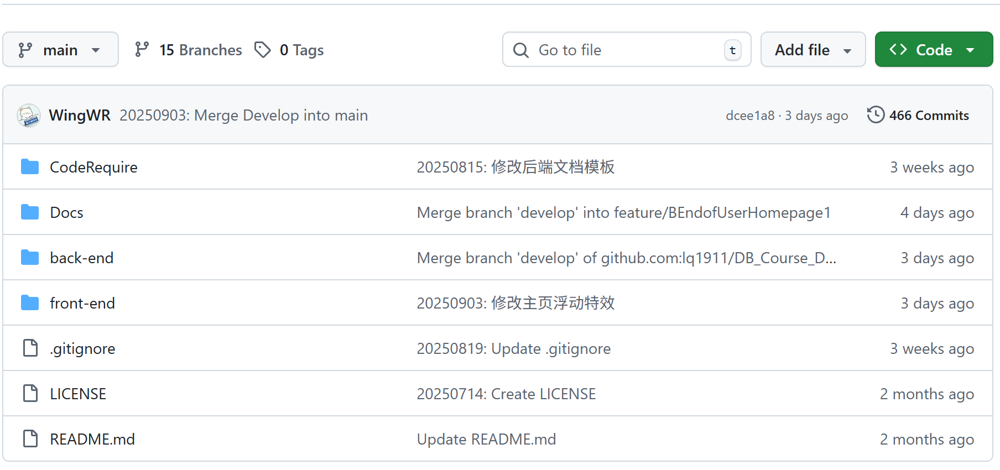 main 15 Branches 0 Tags Go to file t Add file Code
WingWR 20250903: Merge Develop into main dcee1a8 · 3 days ago 466 Commits
CodeRequire 20250815: 修改后端文档模板 3 weeks ago
Docs Merge branch 'develop' into feature/BEndofUserHomepage1 4 days ago
back-end Merge branch 'develop' of github.com:lq1911/DB_Course_D... 3 days ago
front-end 20250903: 修改主页浮动特效 3 days ago
.gitignore 20250819: Update .gitignore 3 weeks ago
LICENSE 20250714: Create LICENSE 2 months ago
README.md Update README.md 2 months ago